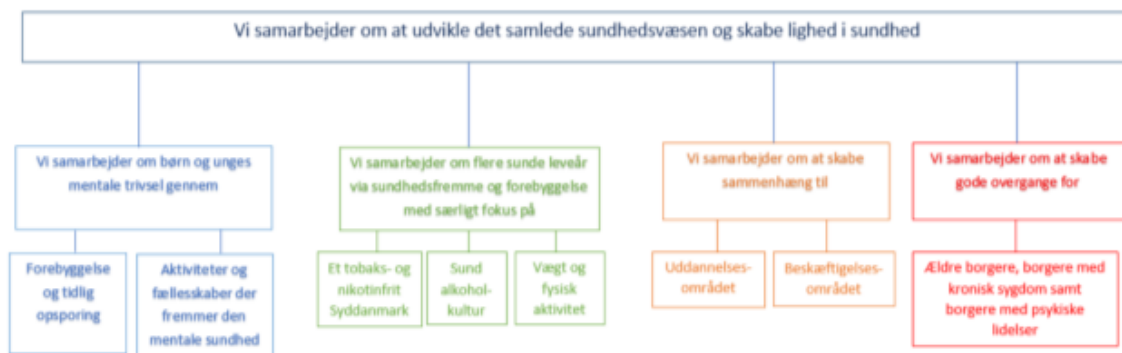 Vi samarbejder om at udvikle det samlede sundhedsvæsen og skabe lighed i sundhed
Vi samarbejder om børn og unges
mentale trivsel gennem
Vi samarbejder om flere sunde leveår
via sundhedsfremme og forebyggelse
med særligt fokus på
Vi samarbejder om at skabe
sammenhæng til
Vi samarbejder om at skabe
gode overgange for
Forebyggelse
og tidlig
opsporing
Aktiviteter og
fællesskaber der
fremmer den
mentale sundhed
Et tobaks- og
nikotinfrit
Syddanmark
Sund
alkohol-
kultur
Vægt og
fysisk
aktivitet
Uddannelses-
området
Beskæftigelses-
området
Ældre borgere, borgere med
kronisk sygdom samt
borgere med psykiske
lidelser